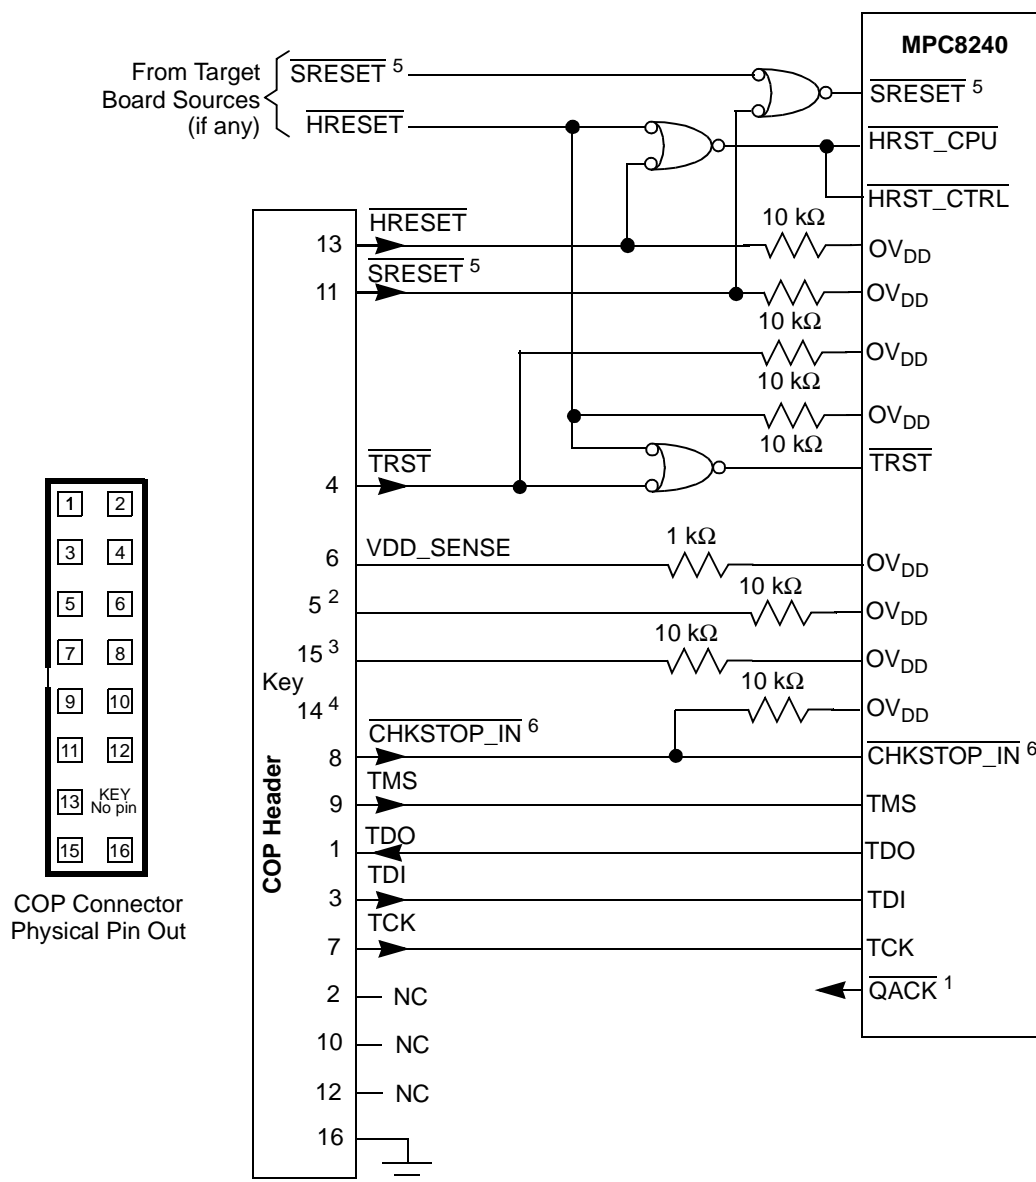 MPC8240
From Target
Board Sources
(if any)
SRESET 5
HRESET
SRESET 5
HRST_CPU
HRST_CTRL
13
HRESET
10 kΩ
OVDD
11
SRESET 5
OVDD
10 kΩ
OVDD
10 kΩ
OVDD
10 kΩ
4
TRST
TRST
6
VDD_SENSE
1 kΩ
OVDD
5 2
10 kΩ
OVDD
15 3
10 kΩ
OVDD
Key
14 4
10 kΩ
OVDD
8
CHKSTOP_IN 6
CHKSTOP_IN 6
9
TMS
TMS
1
TDO
TDO
3
TDI
TDI
7
TCK
TCK
QACK 1
2
NC
10
NC
12
NC
16
COP Header
1 2
3 4
5 6
7 8
9 10
11 12
13 KEY
No pin
15 16
COP Connector
Physical Pin Out